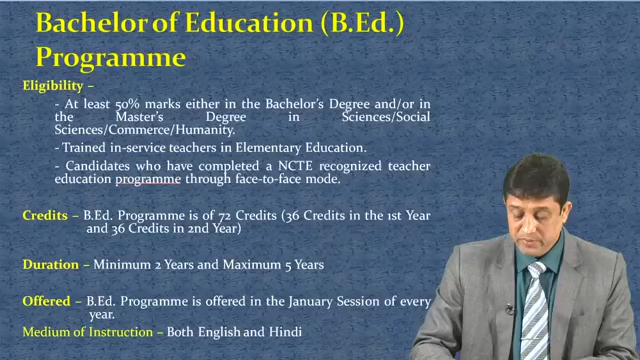 Bachelor of Education (B.Ed.)
Programme
Eligibility –
- At least 50% marks either in the Bachelor's Degree and/or in
the Master's Degree in Sciences/Social
Sciences/Commerce/Humanity.
- Trained in-service teachers in Elementary Education.
- Candidates who have completed a NCTE recognized teacher
education programme through face-to-face mode.
Credits – B.Ed. Programme is of 72 Credits (36 Credits in the 1st Year
and 36 Credits in 2nd Year)
Duration – Minimum 2 Years and Maximum 5 Years
Offered – B.Ed. Programme is offered in the January Session of every
year.
Medium of Instruction – Both English and Hindi